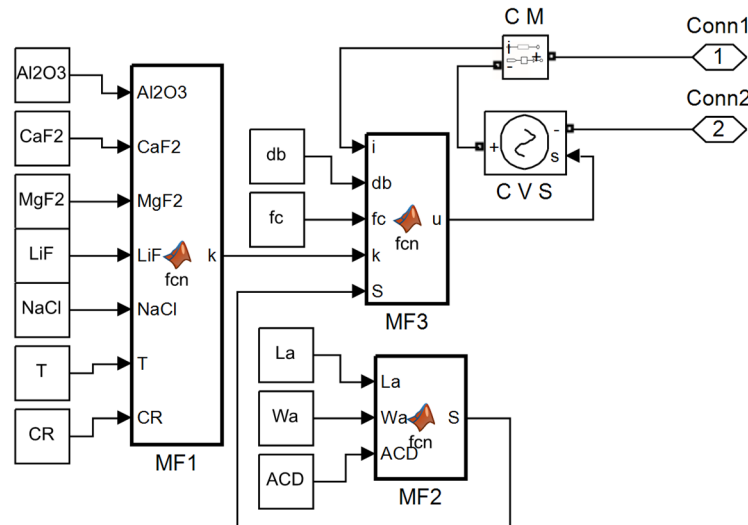 C M
i
+
-
Conn1
1
Conn2
2
+
-
s
C V S
Al2O3
CaF2
MgF2
LiF
NaCl
T
CR
Al2O3
CaF2
MgF2
LiF
NaCl
T
CR
fcn
k
MF1
db
fc
i
db
fc
k
S
fcn
u
MF3
La
Wa
ACD
La
Wa
ACD
fcn
S
MF2